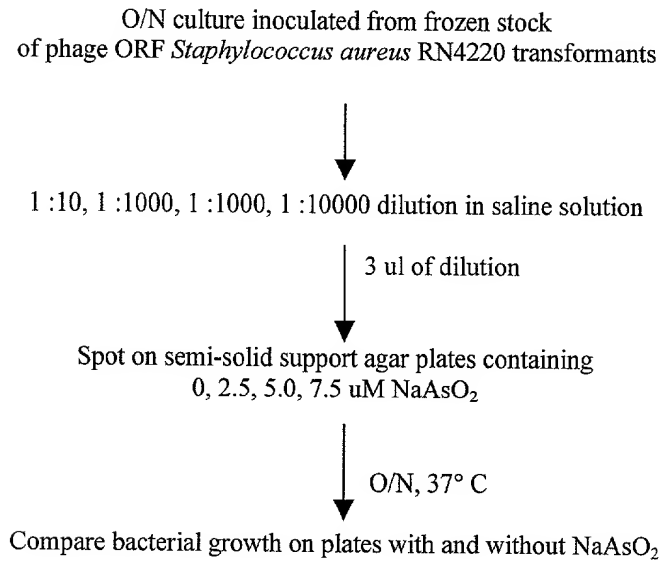 O/N culture inoculated from frozen stock
of phage ORF Staphylococcus aureus RN4220 transformants
1 :10, 1 :1000, 1 :1000, 1 :10000 dilution in saline solution
3 ul of dilution
Spot on semi-solid support agar plates containing
0, 2.5, 5.0, 7.5 uM NaAsO₂
O/N, 37° C
Compare bacterial growth on plates with and without NaAsO₂